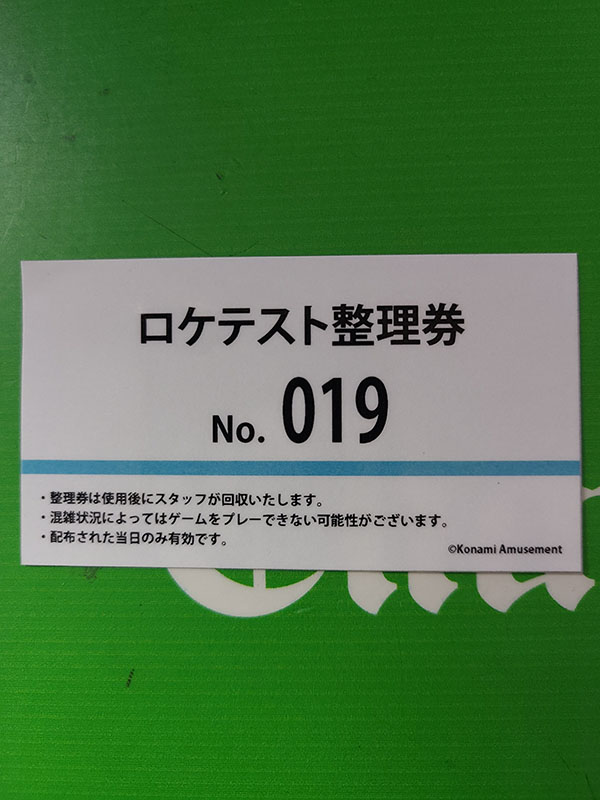 ロケテスト整理券
No. 019
・整理券は使用後にスタッフが回収いたします。
・混雑状況によってはゲームをプレーできない可能性がございます。
・配布された当日のみ有効です。
©Konami Amusement